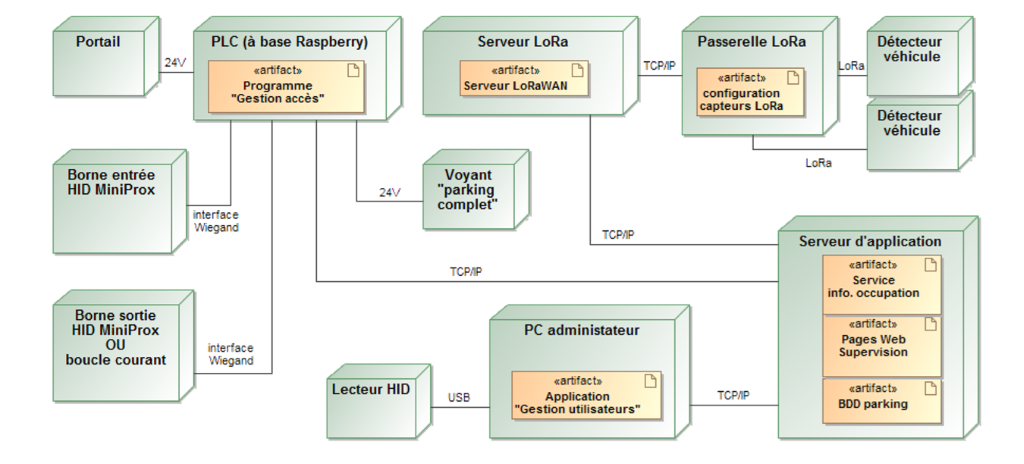 Portail
24V
PLC (à base Raspberry)
«artifact»
Programme
"Gestion accès"
Serveur LoRa
«artifact»
Serveur LoRaWAN
TCP/IP
Passerelle LoRa
«artifact»
configuration
capteurs LoRa
LoRa
Détecteur
véhicule
Détecteur
véhicule
LoRa
Borne entrée
HID MiniProx
interface
Wiegand
24V
Voyant
"parking
complet"
TCP/IP
TCP/IP
Serveur d'application
«artifact»
Service
info. occupation
«artifact»
Pages Web
Supervision
«artifact»
BDD parking
Borne sortie
HID MiniProx
OU
boucle courant
interface
Wiegand
Lecteur HID
USB
PC administateur
«artifact»
Application
"Gestion utilisateurs"
TCP/IP